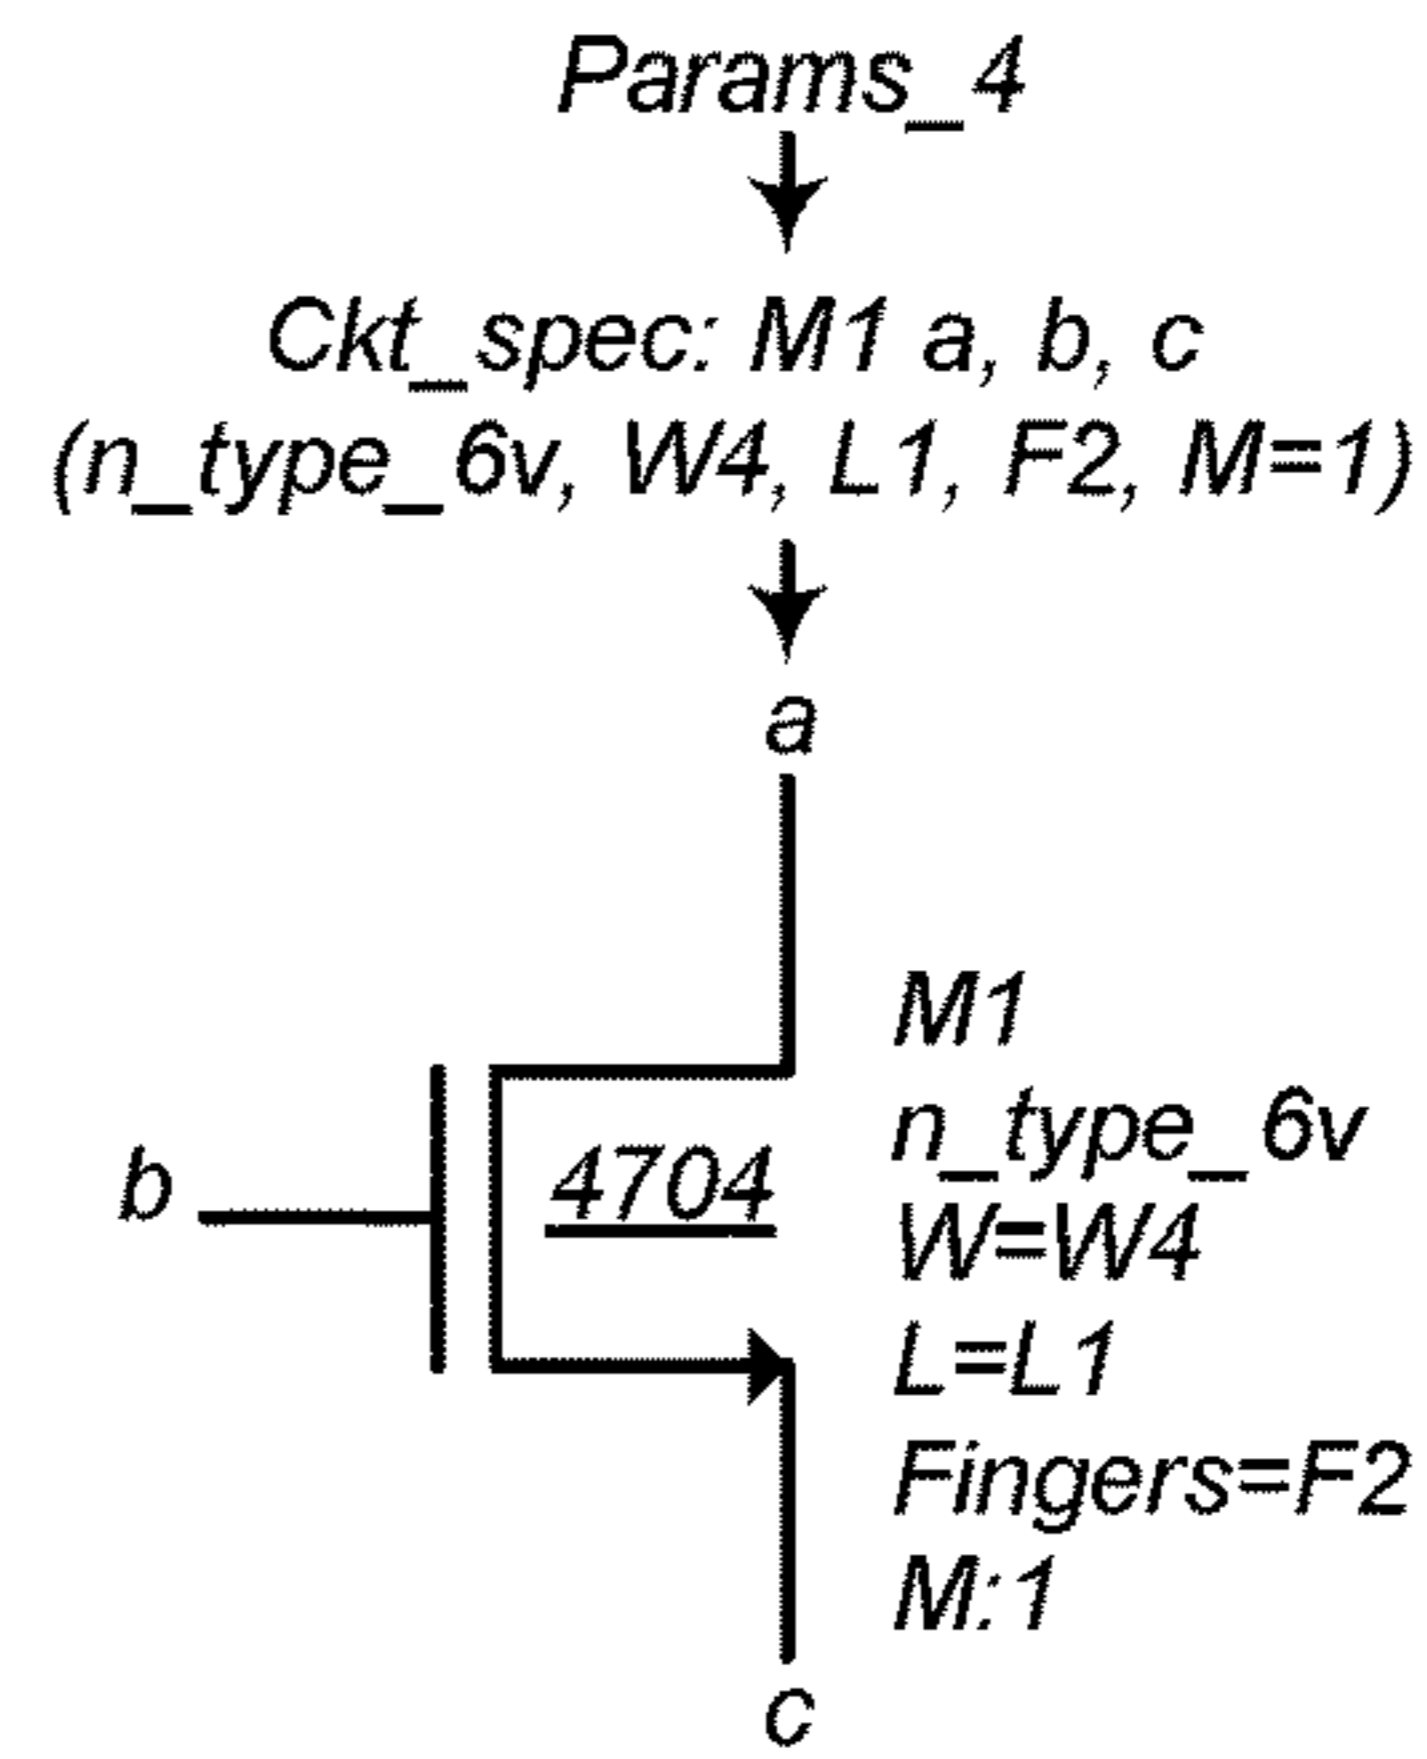 Params_4
Ckt_spec: M1 a, b, c
(n_type_6v, W4, L1, F2, M=1)
a
M1
n_type_6v
b
4704
W=W4
L=L1
Fingers=F2
M:1
c